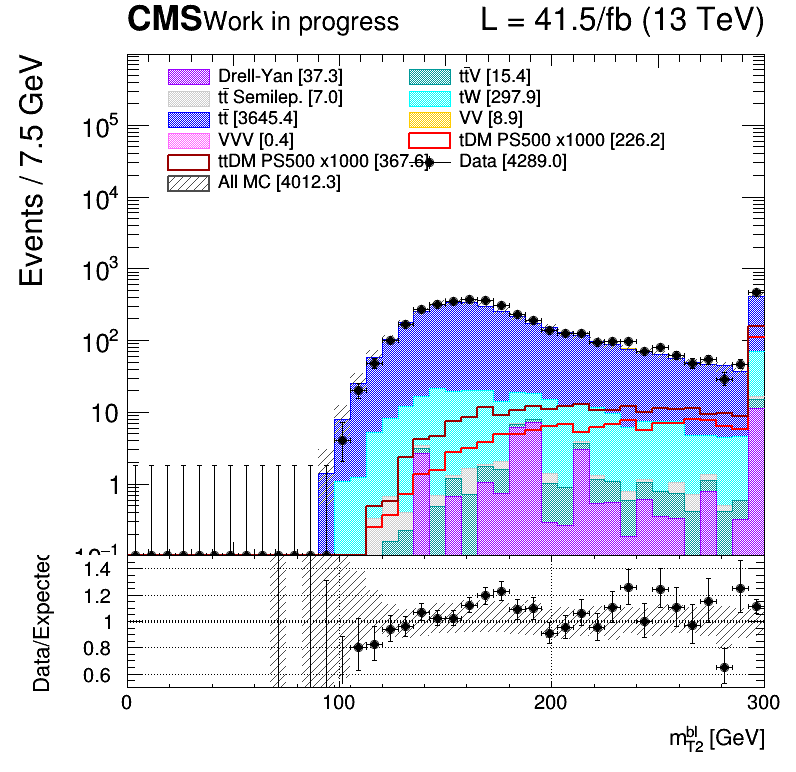 CMS Work in progress L = 41.5/fb (13 TeV)
Events / 7.5 GeV
Drell-Yan [37.3] tt̄V [15.4]
tt̄ Semilep. [7.0] tW [297.9]
tt̄ [3645.4] VV [8.9]
VVV [0.4] tDM PS500 x1000 [226.2]
ttDM PS500 x1000 [367.6] Data [4289.0]
All MC [4012.3]
10⁵
10⁴
10³
10²
10
1
10⁻¹
Data/Expected
1.4
1.2
1
0.8
0.6
0 100 200 300
m_{T2}^{bl} [GeV]